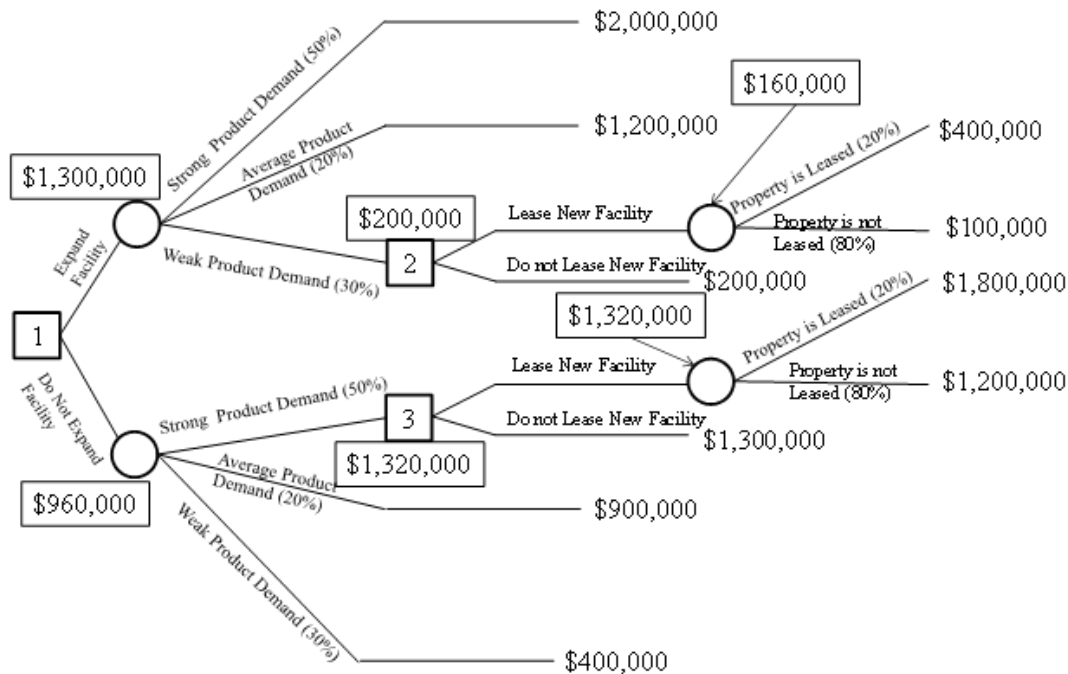 $2,000,000
Strong Product Demand (50%)
$160,000
Average Product
Demand (20%)
$1,200,000
Property is Leased (20%)
$400,000
$1,300,000
$200,000
Lease New Facility
Property is not
Leased (80%)
$100,000
Expand
Facility
Weak Product Demand (30%)
2
Do not Lease New Facility
$200,000
Property is Leased (20%)
$1,800,000
$1,320,000
1
Lease New Facility
Property is not
Leased (80%)
$1,200,000
Do Not Expand
Facility
Strong Product Demand (50%)
3
Do not Lease New Facility
$1,300,000
$1,320,000
$960,000
Average Product
Demand (20%)
$900,000
Weak Product Demand (30%)
$400,000